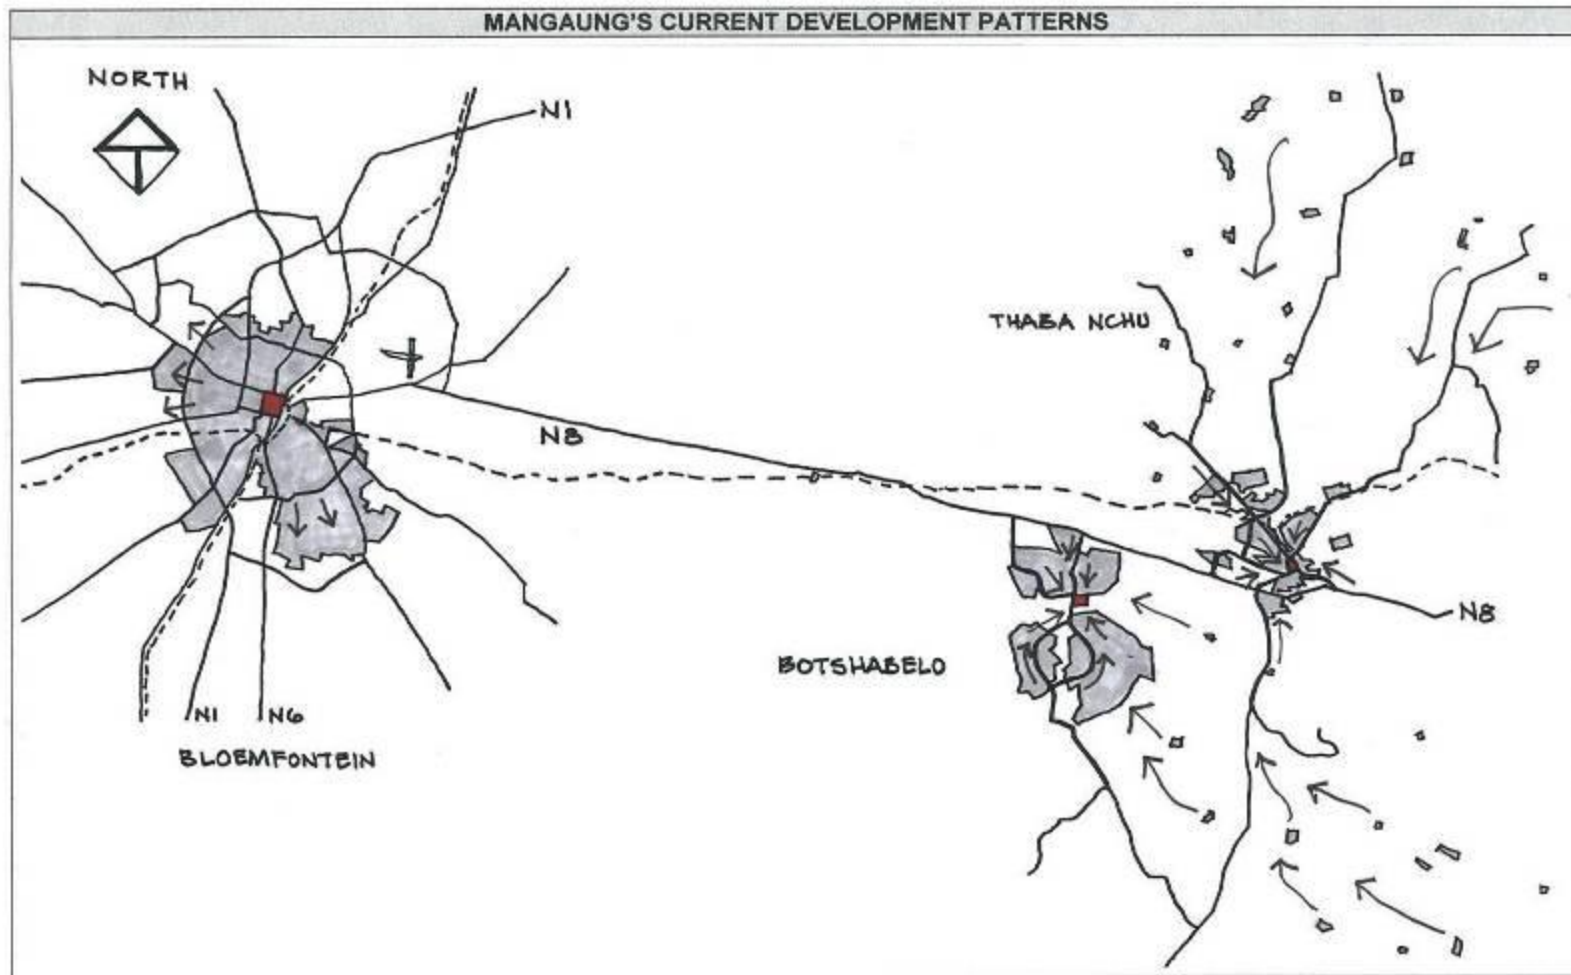 MANGAUNG'S CURRENT DEVELOPMENT PATTERNS
NORTH
N1
THABA NCHU
N8
N8
BOTSHABELO
N1
N6
BLOEMFONTEIN